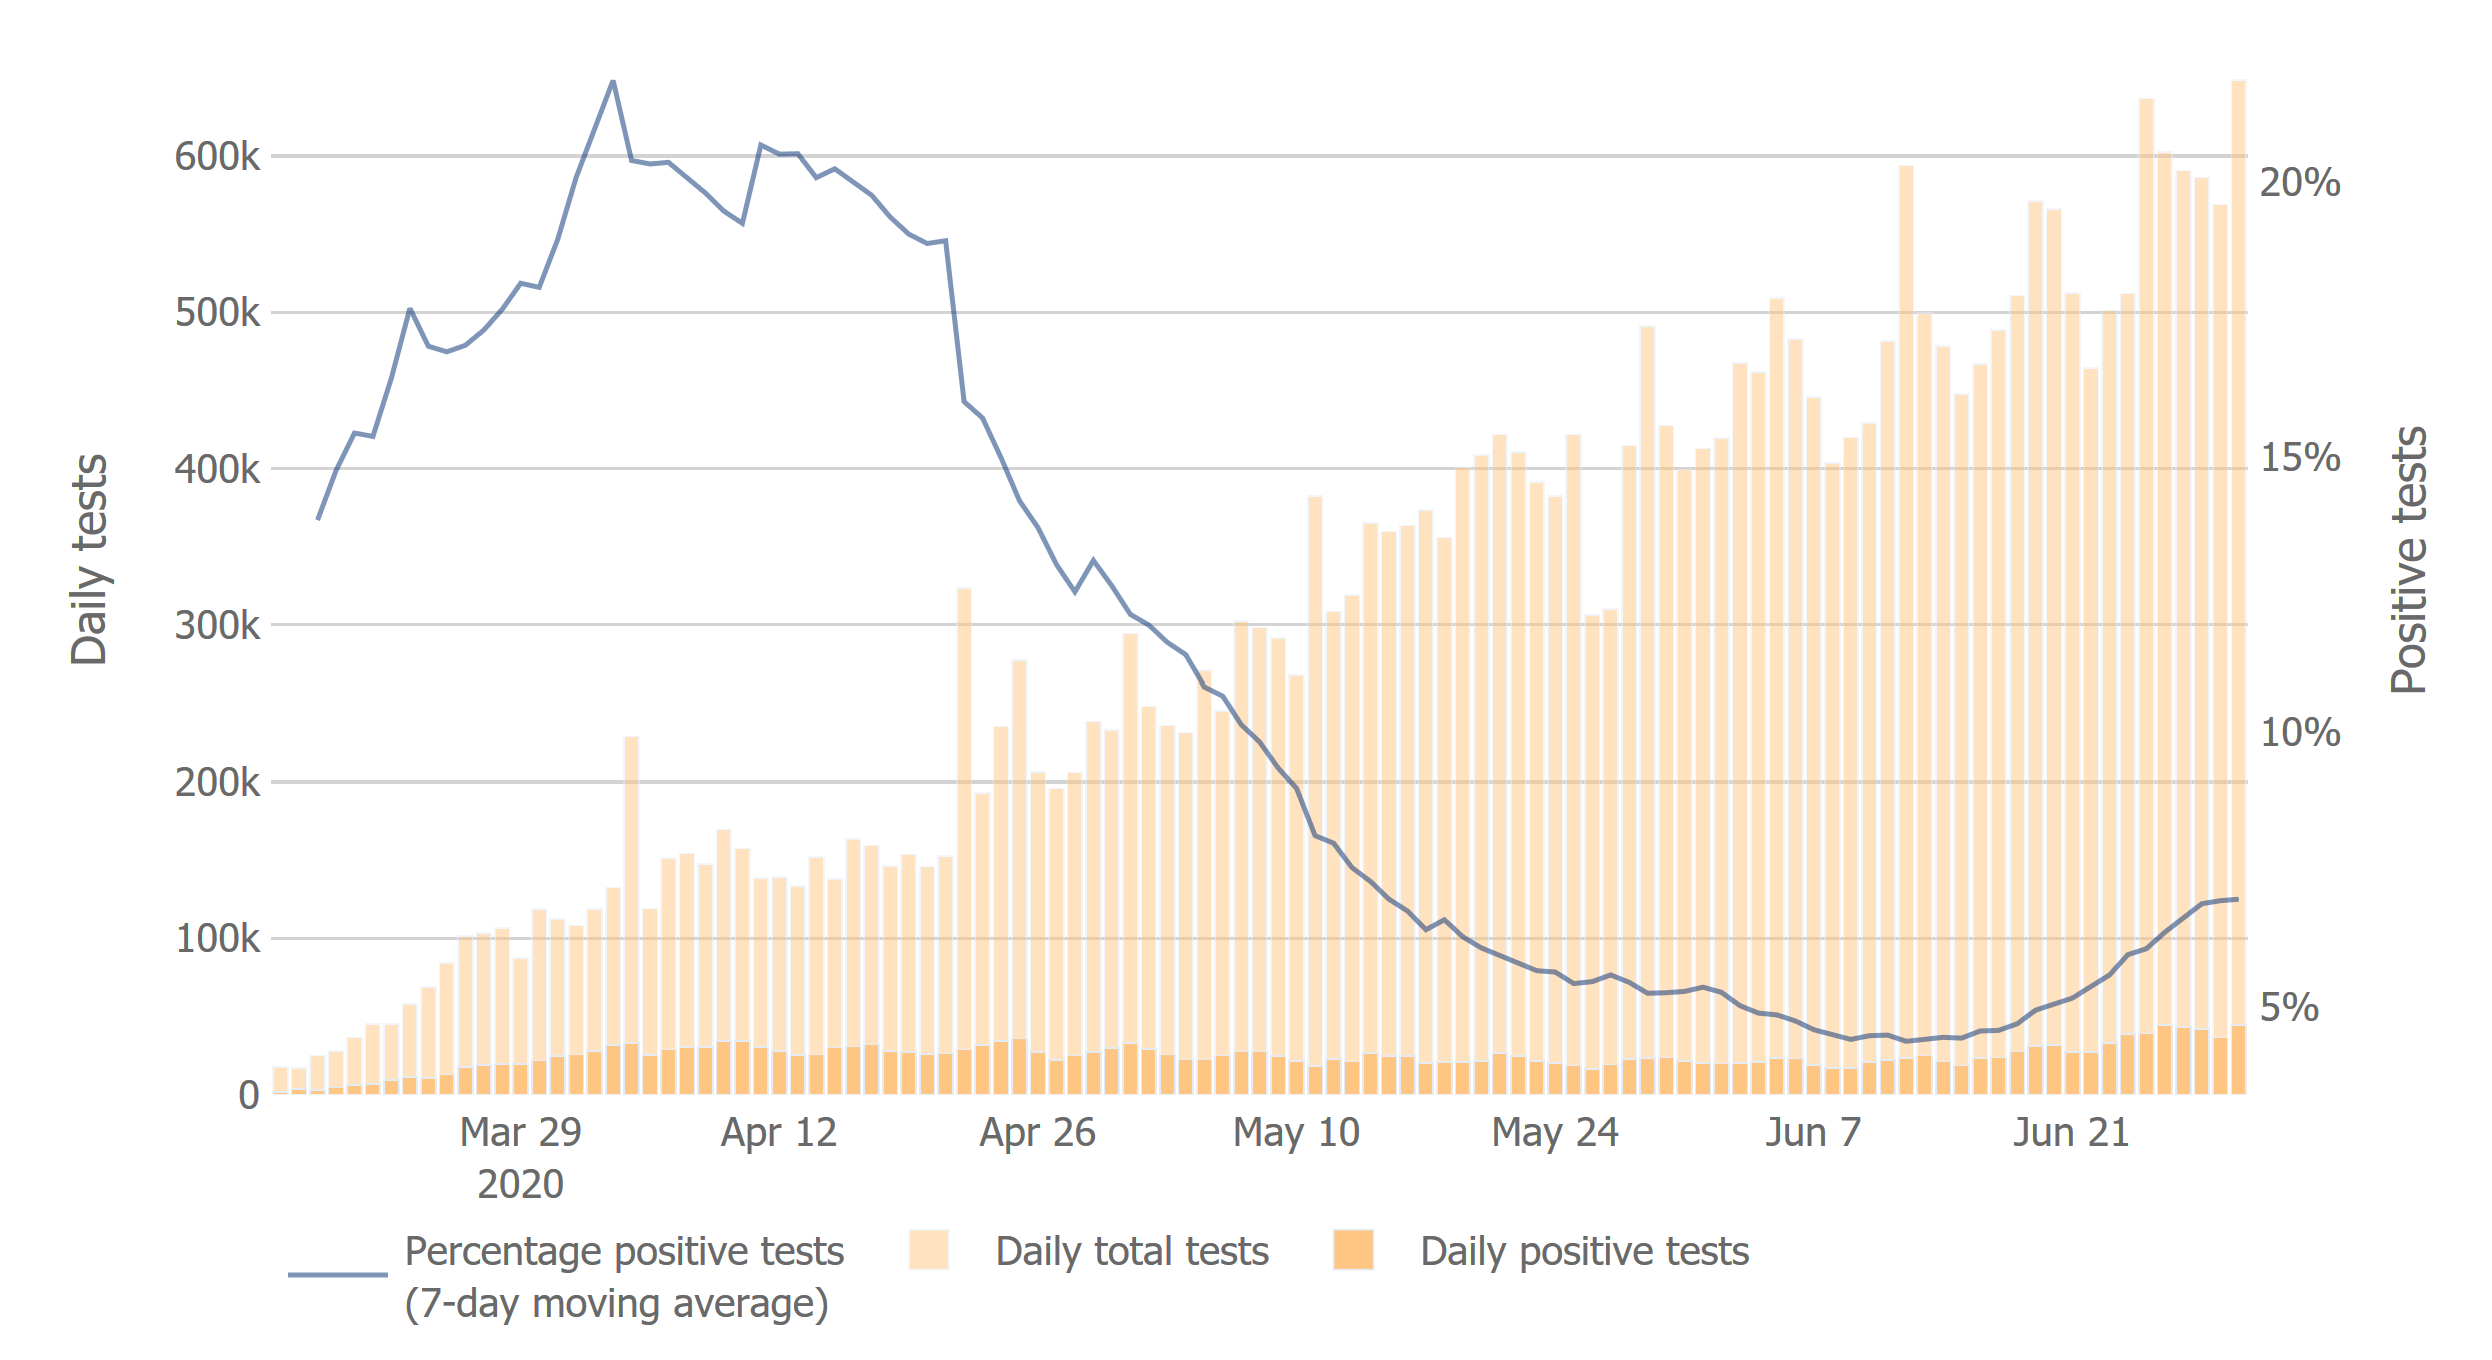 Daily tests
600k
500k
400k
300k
200k
100k
0
20%
15%
10%
5%
Positive tests
Mar 29
2020
Apr 12
Apr 26
May 10
May 24
Jun 7
Jun 21
Percentage positive tests
(7-day moving average)
Daily total tests
Daily positive tests